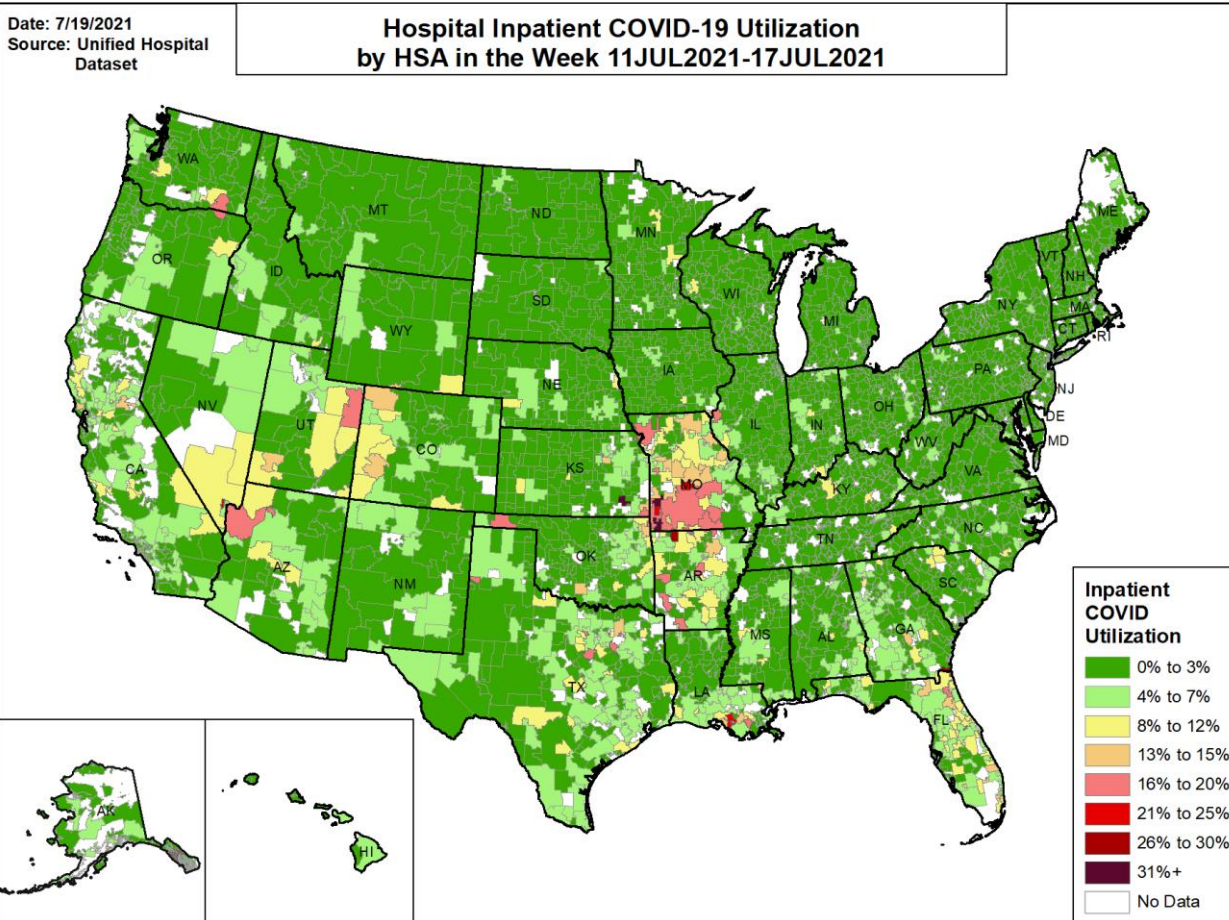 Date: 7/19/2021
Source: Unified Hospital
Dataset
Hospital Inpatient COVID-19 Utilization
by HSA in the Week 11JUL2021-17JUL2021
WA
MT
ND
MN
ME
OR
ID
SD
WI
VT
NH
NY
MA
WY
MI
CT
RI
NE
IA
PA
NJ
NV
UT
CO
IL
IN
OH
DE
MD
WV
CA
KS
MO
KY
VA
NC
TN
AZ
NM
OK
AR
SC
MS
AL
GA
TX
LA
FL
AK
HI
Inpatient
COVID
Utilization
0% to 3%
4% to 7%
8% to 12%
13% to 15%
16% to 20%
21% to 25%
26% to 30%
31%+
No Data